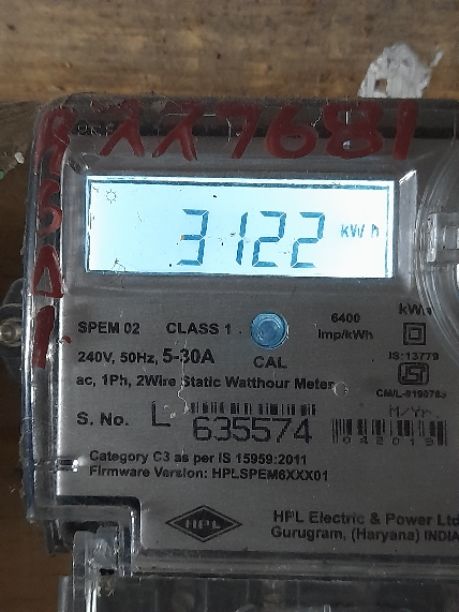 XX7681
3122 kWh
SPEM 02 CLASS 1 6400 imp/kWh
240V, 50Hz, 5-30A CAL IS:13779
ac, 1Ph, 2Wire Static Watthour Meter
M/Yr.
S. No. L 635574 042019
Category C3 as per IS 15959:2011
Firmware Version: HPLSPEM6XXX01
HPL HPL Electric & Power Ltd
Gurugram, (Haryana) INDIA